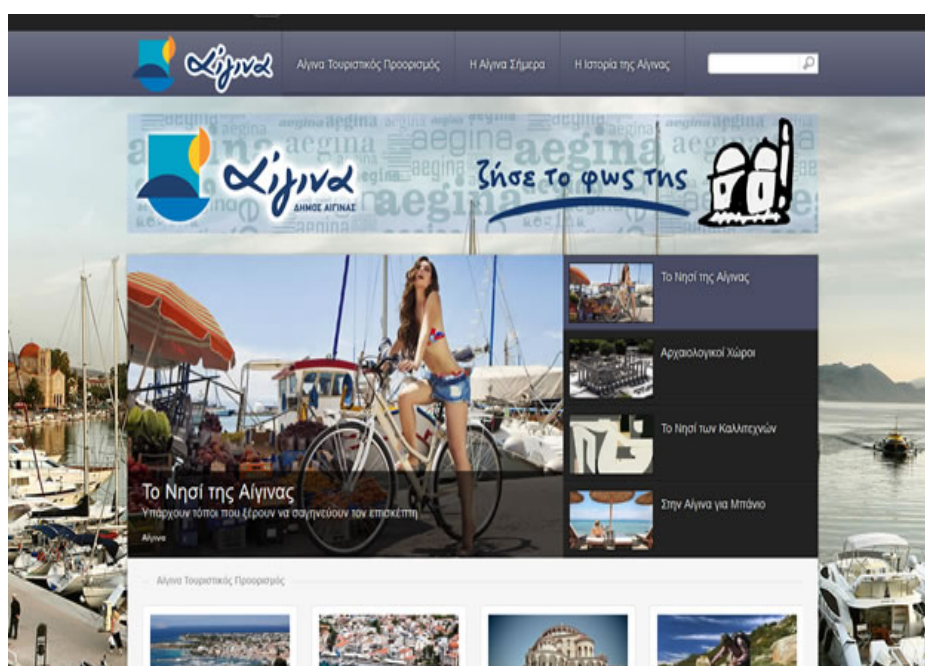 Αίγινα
Αίγινα Τουριστικός Προορισμός
Η Αίγινα Σήμερα
Η Ιστορία της Αίγινας
Αίγινα
ΔΗΜΟΣ ΑΙΓΙΝΑΣ
ζήσε το φως της
aegina
aegina
aegina
Το Νησί της Αίγινας
Αρχαιολογικοί Χώροι
Το Νησί των Καλλιτεχνών
Στην Αίγινα για Μπάνιο
Το Νησί της Αίγινας
Υπάρχουν τόποι που ξέρουν να σαγηνεύουν τον επισκέπτη
Αίγινα
Αίγινα Τουριστικός Προορισμός